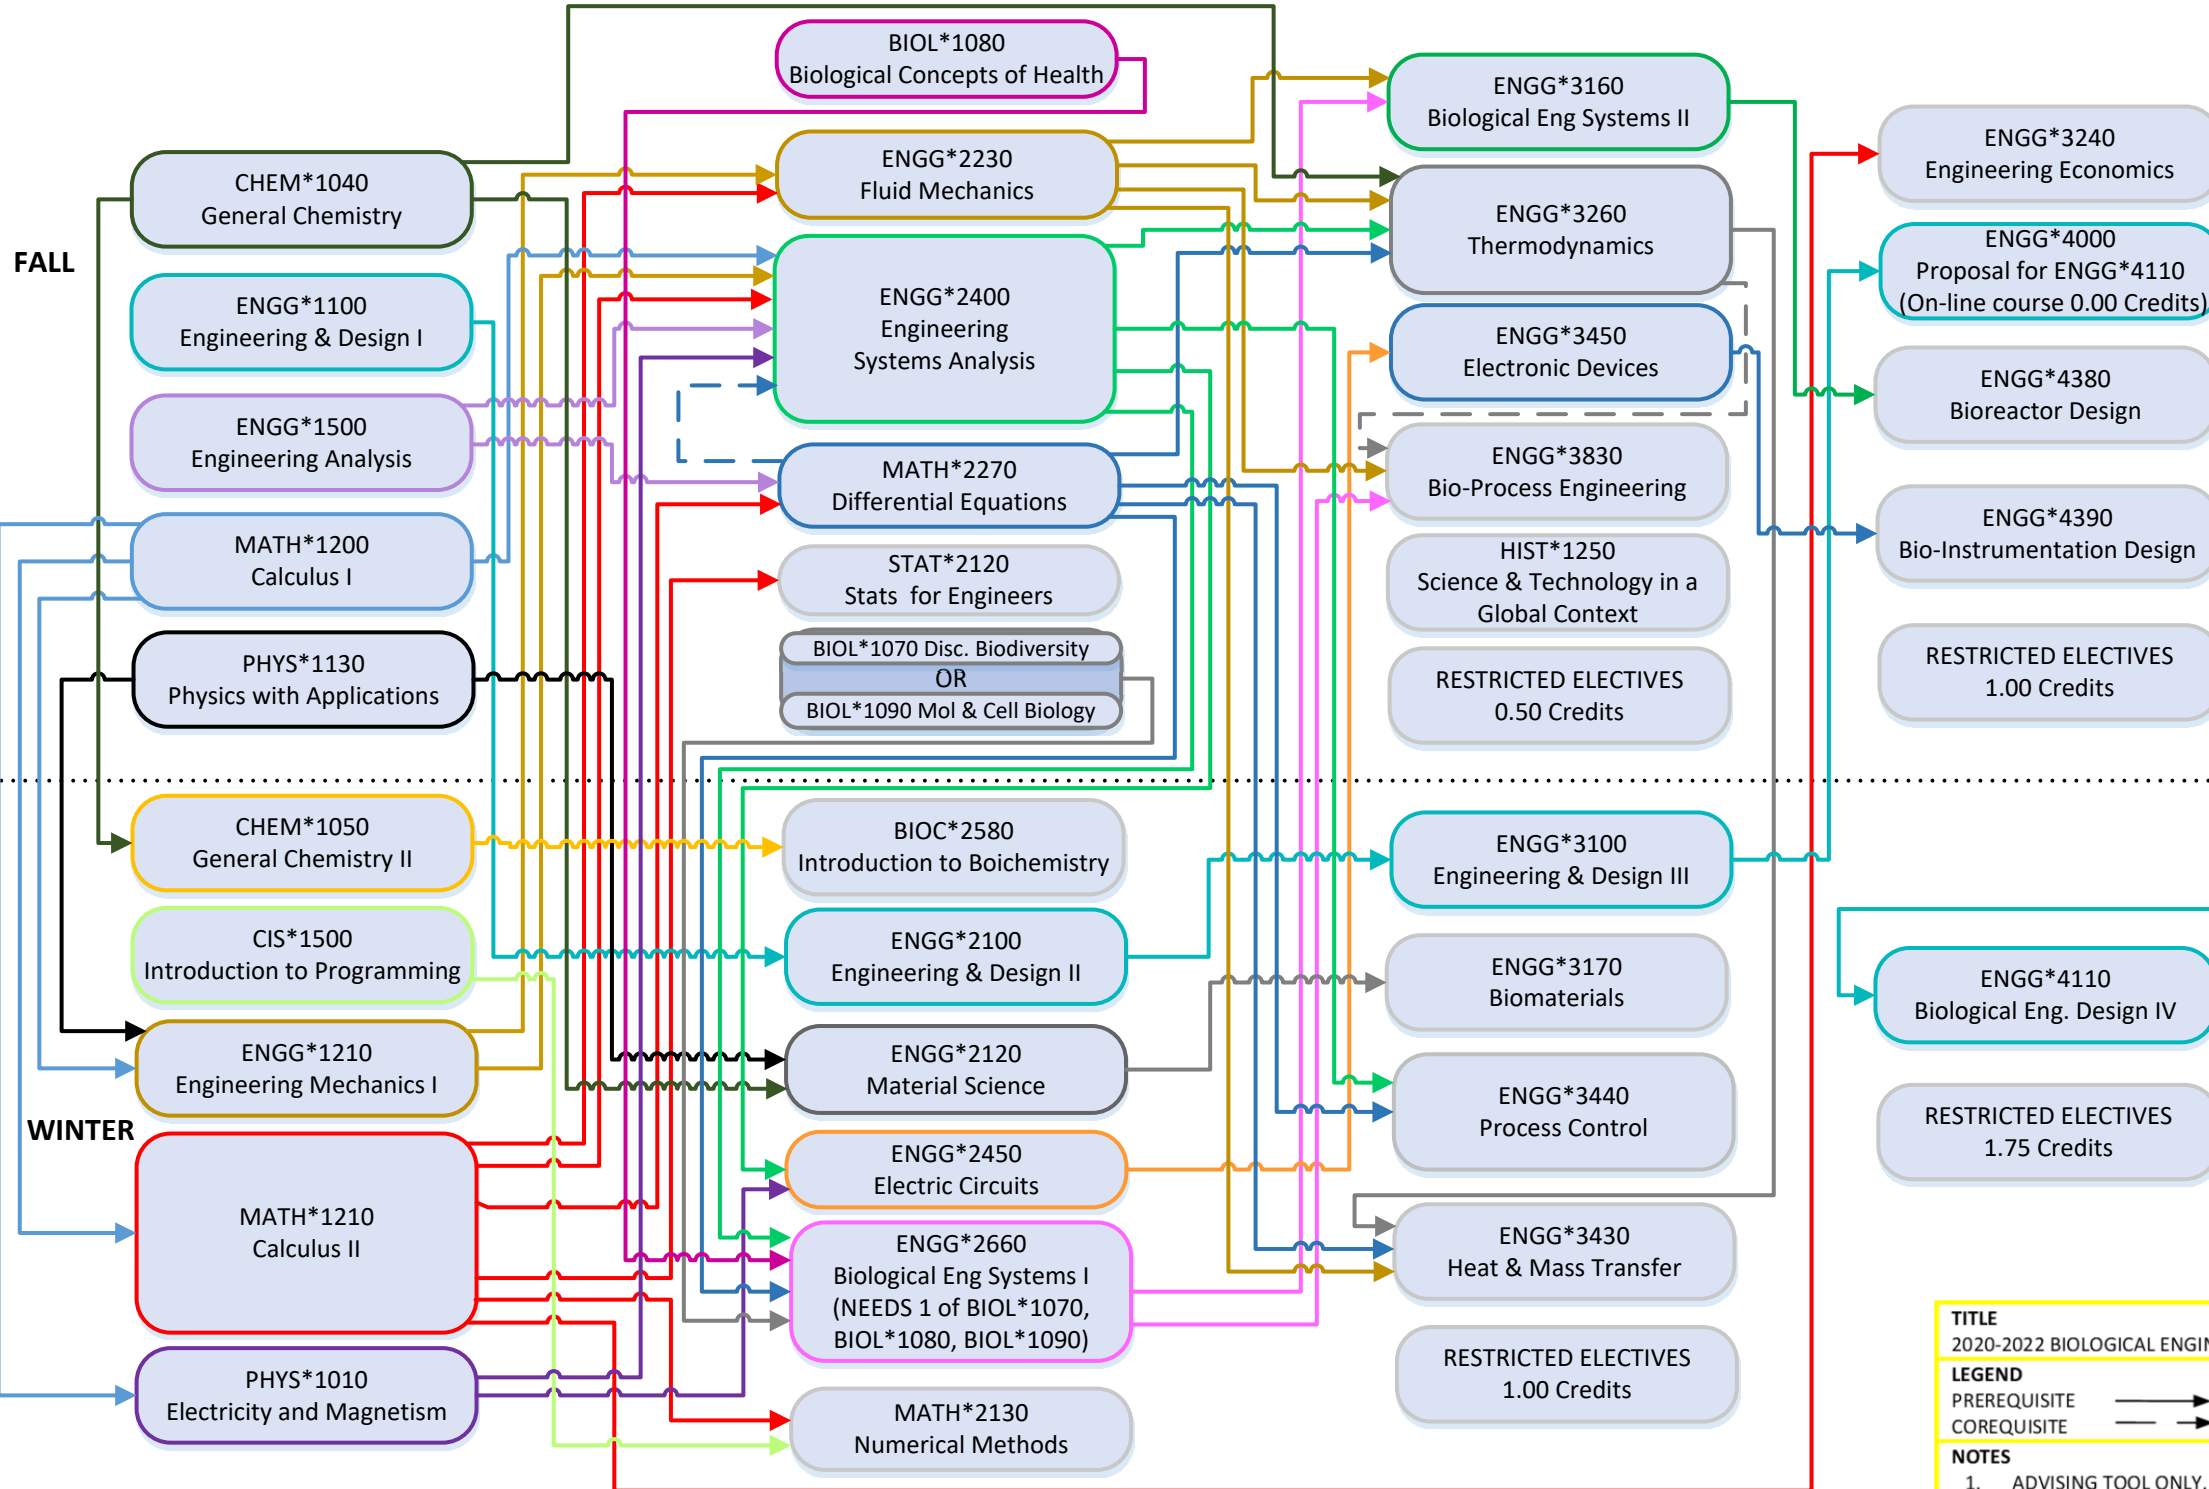 BIOL*1080
Biological Concepts of Health
ENGG*3160
Biological Eng Systems II
ENGG*3240
Engineering Economics
CHEM*1040
General Chemistry
ENGG*2230
Fluid Mechanics
ENGG*3260
Thermodynamics
ENGG*4000
Proposal for ENGG*4110
(On-line course 0.00 Credits)
FALL
ENGG*1100
Engineering & Design I
ENGG*2400
Engineering
Systems Analysis
ENGG*3450
Electronic Devices
ENGG*4380
Bioreactor Design
ENGG*1500
Engineering Analysis
MATH*2270
Differential Equations
ENGG*3830
Bio-Process Engineering
ENGG*4390
Bio-Instrumentation Design
MATH*1200
Calculus I
STAT*2120
Stats for Engineers
HIST*1250
Science & Technology in a
Global Context
PHYS*1130
Physics with Applications
BIOL*1070 Disc. Biodiversity
OR
BIOL*1090 Mol & Cell Biology
RESTRICTED ELECTIVES
0.50 Credits
RESTRICTED ELECTIVES
1.00 Credits
CHEM*1050
General Chemistry II
BIOC*2580
Introduction to Boichemistry
ENGG*3100
Engineering & Design III
CIS*1500
Introduction to Programming
ENGG*2100
Engineering & Design II
ENGG*3170
Biomaterials
ENGG*4110
Biological Eng. Design IV
ENGG*1210
Engineering Mechanics I
ENGG*2120
Material Science
ENGG*3440
Process Control
RESTRICTED ELECTIVES
1.75 Credits
WINTER
MATH*1210
Calculus II
ENGG*2450
Electric Circuits
ENGG*3430
Heat & Mass Transfer
ENGG*2660
Biological Eng Systems I
(NEEDS 1 of BIOL*1070,
BIOL*1080, BIOL*1090)
PHYS*1010
Electricity and Magnetism
MATH*2130
Numerical Methods
RESTRICTED ELECTIVES
1.00 Credits
TITLE
2020-2022 BIOLOGICAL ENGIN
LEGEND
PREREQUISITE
COREQUISITE
NOTES
1. ADVISING TOOL ONLY.